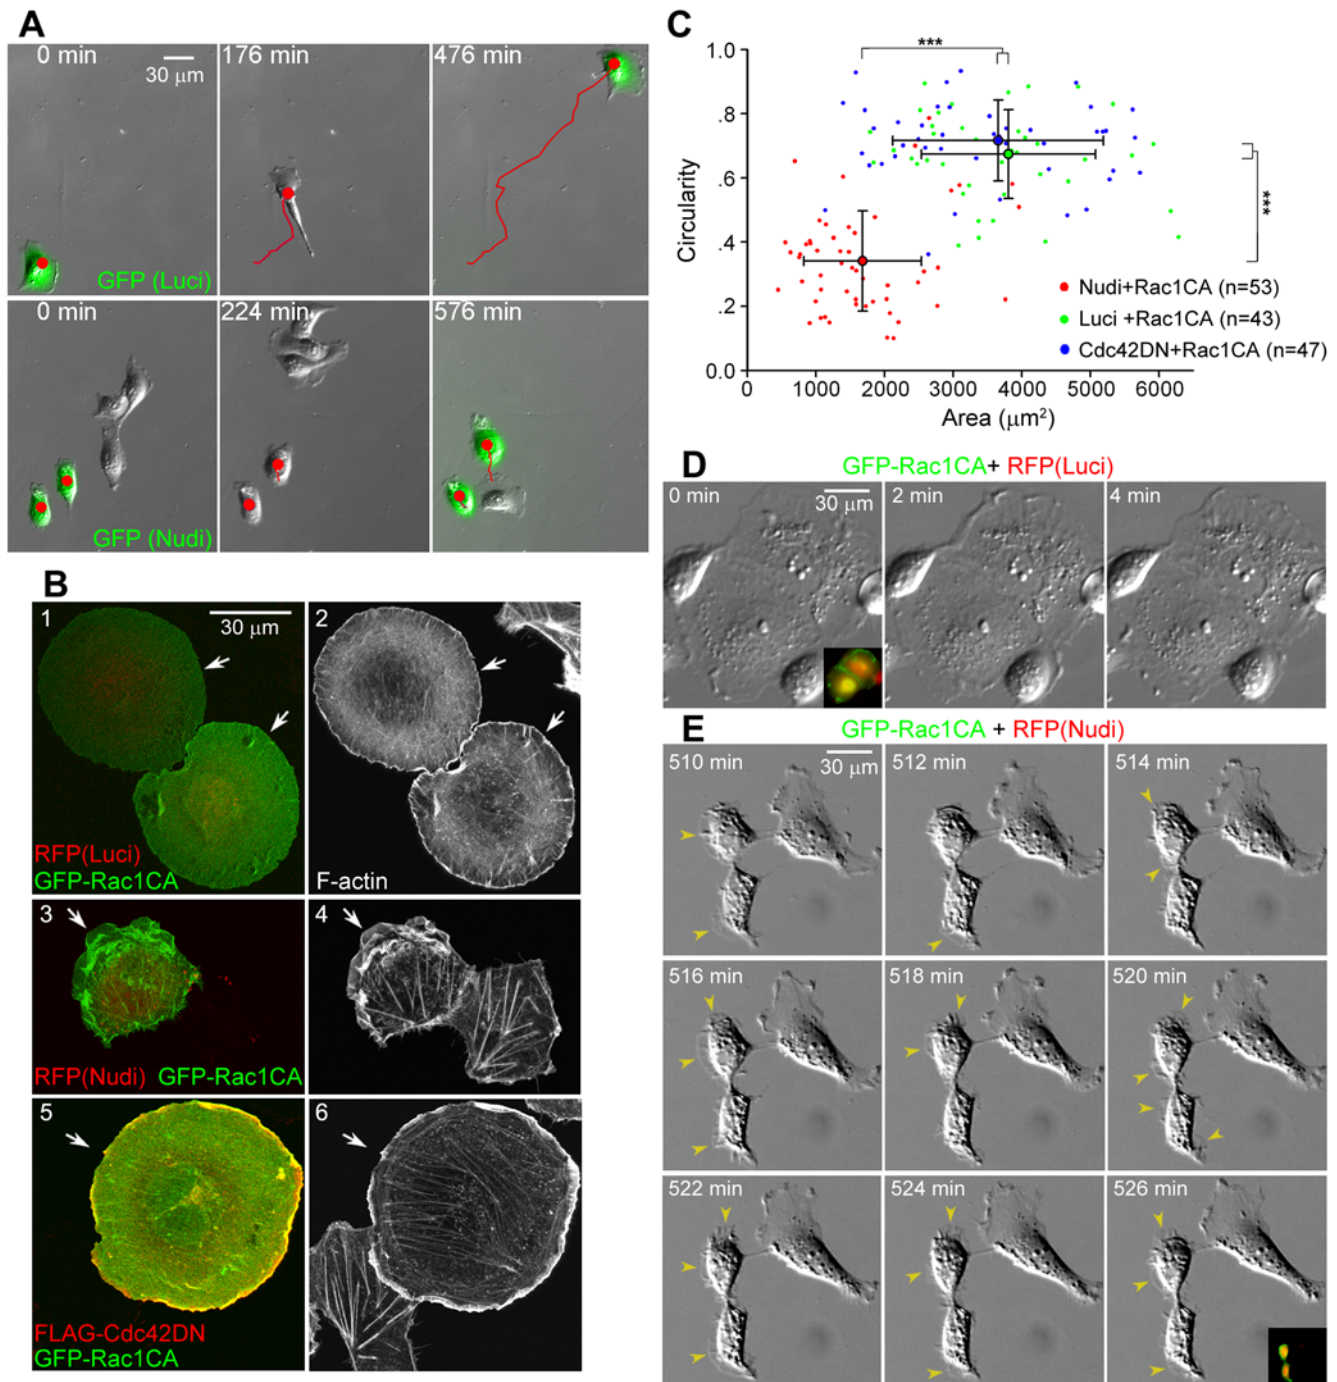 A
0 min
30 μm
GFP (Luci)
176 min
476 min
0 min
GFP (Nudi)
224 min
576 min
B
1
30 μm
RFP(Luci)
GFP-Rac1CA
2
F-actin
3
RFP(Nudi) GFP-Rac1CA
4
5
FLAG-Cdc42DN
GFP-Rac1CA
6
C
***
***
Circularity
1.0
.8
.6
.4
.2
0.0
0 1000 2000 3000 4000 5000 6000
Area (μm²)
Nudi+Rac1CA (n=53)
Luci +Rac1CA (n=43)
Cdc42DN+Rac1CA (n=47)
D
GFP-Rac1CA+ RFP(Luci)
0 min
30 μm
2 min
4 min
E
GFP-Rac1CA + RFP(Nudi)
510 min
30 μm
512 min
514 min
516 min
518 min
520 min
522 min
524 min
526 min